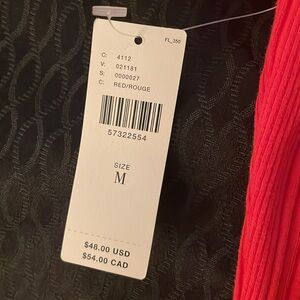 FL_350
C: 4112
V: 021181
S: 0000027
C: RED/ROUGE
57322554
SIZE
M
$48.00 USD
$54.00 CAD